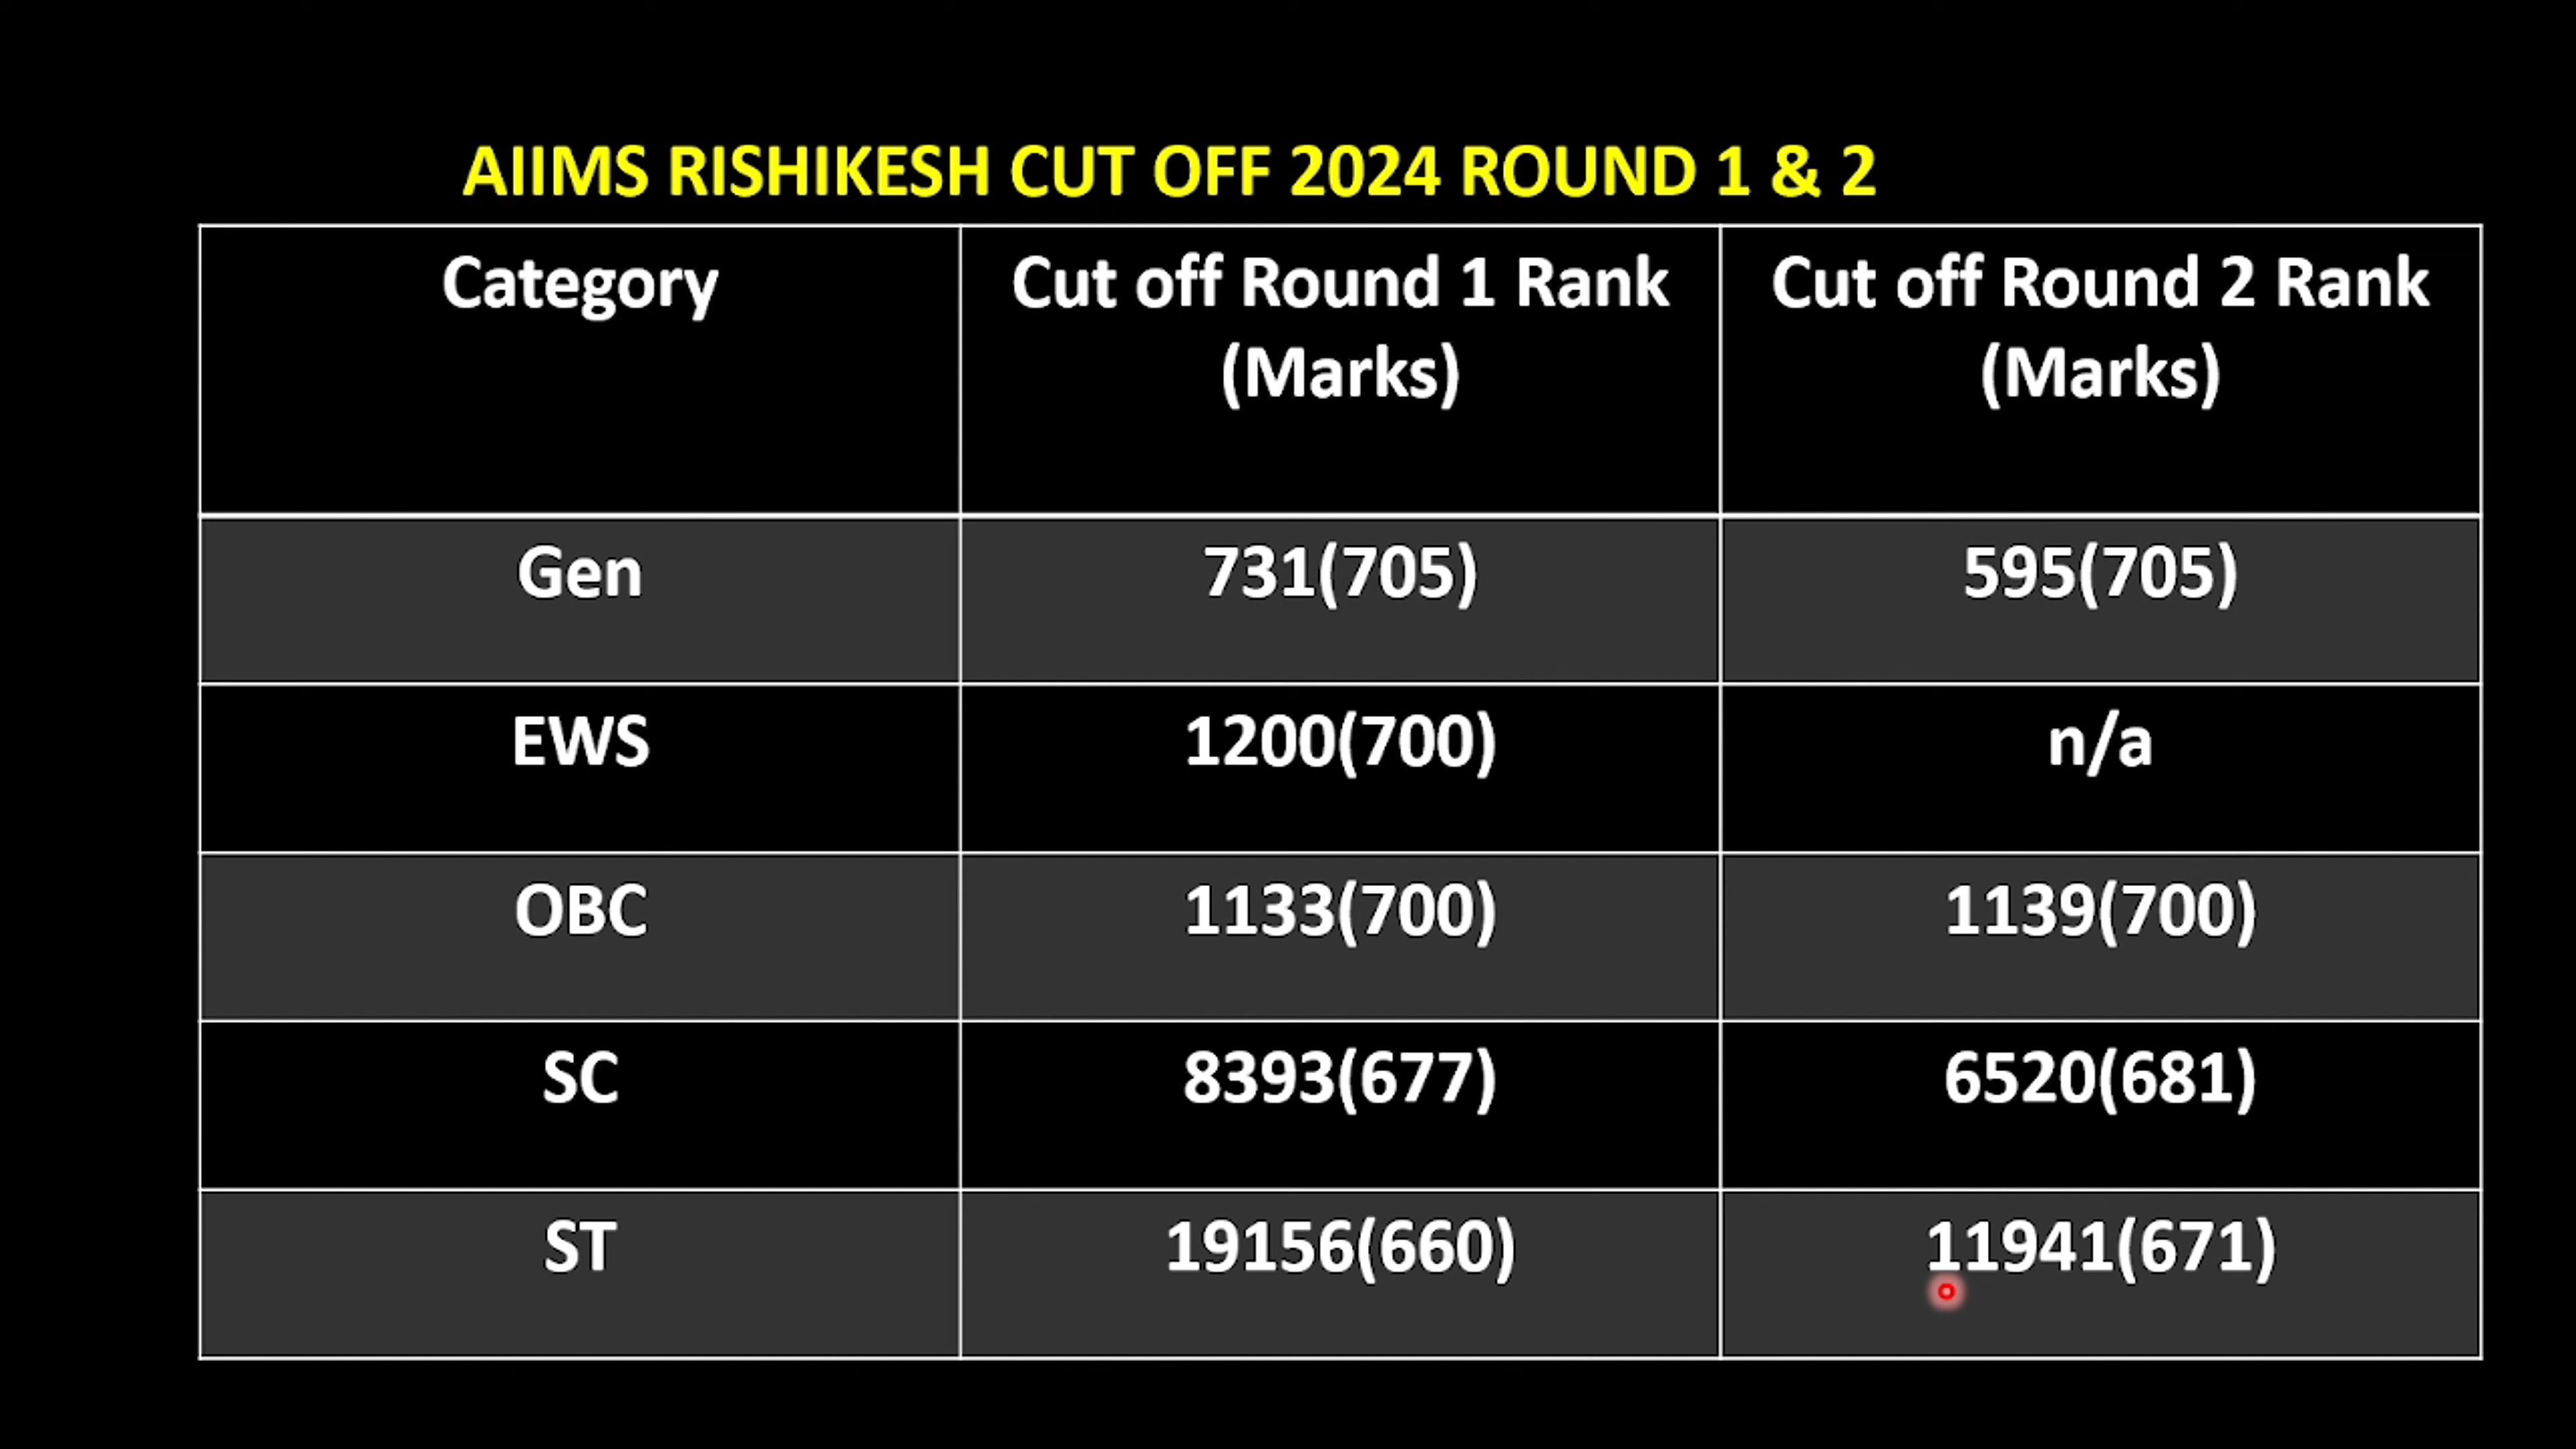 AIIMS RISHIKESH CUT OFF 2024 ROUND 1 & 2
Category
Cut off Round 1 Rank
(Marks)
Cut off Round 2 Rank
(Marks)
Gen
731(705)
595(705)
EWS
1200(700)
n/a
OBC
1133(700)
1139(700)
SC
8393(677)
6520(681)
ST
19156(660)
11941(671)